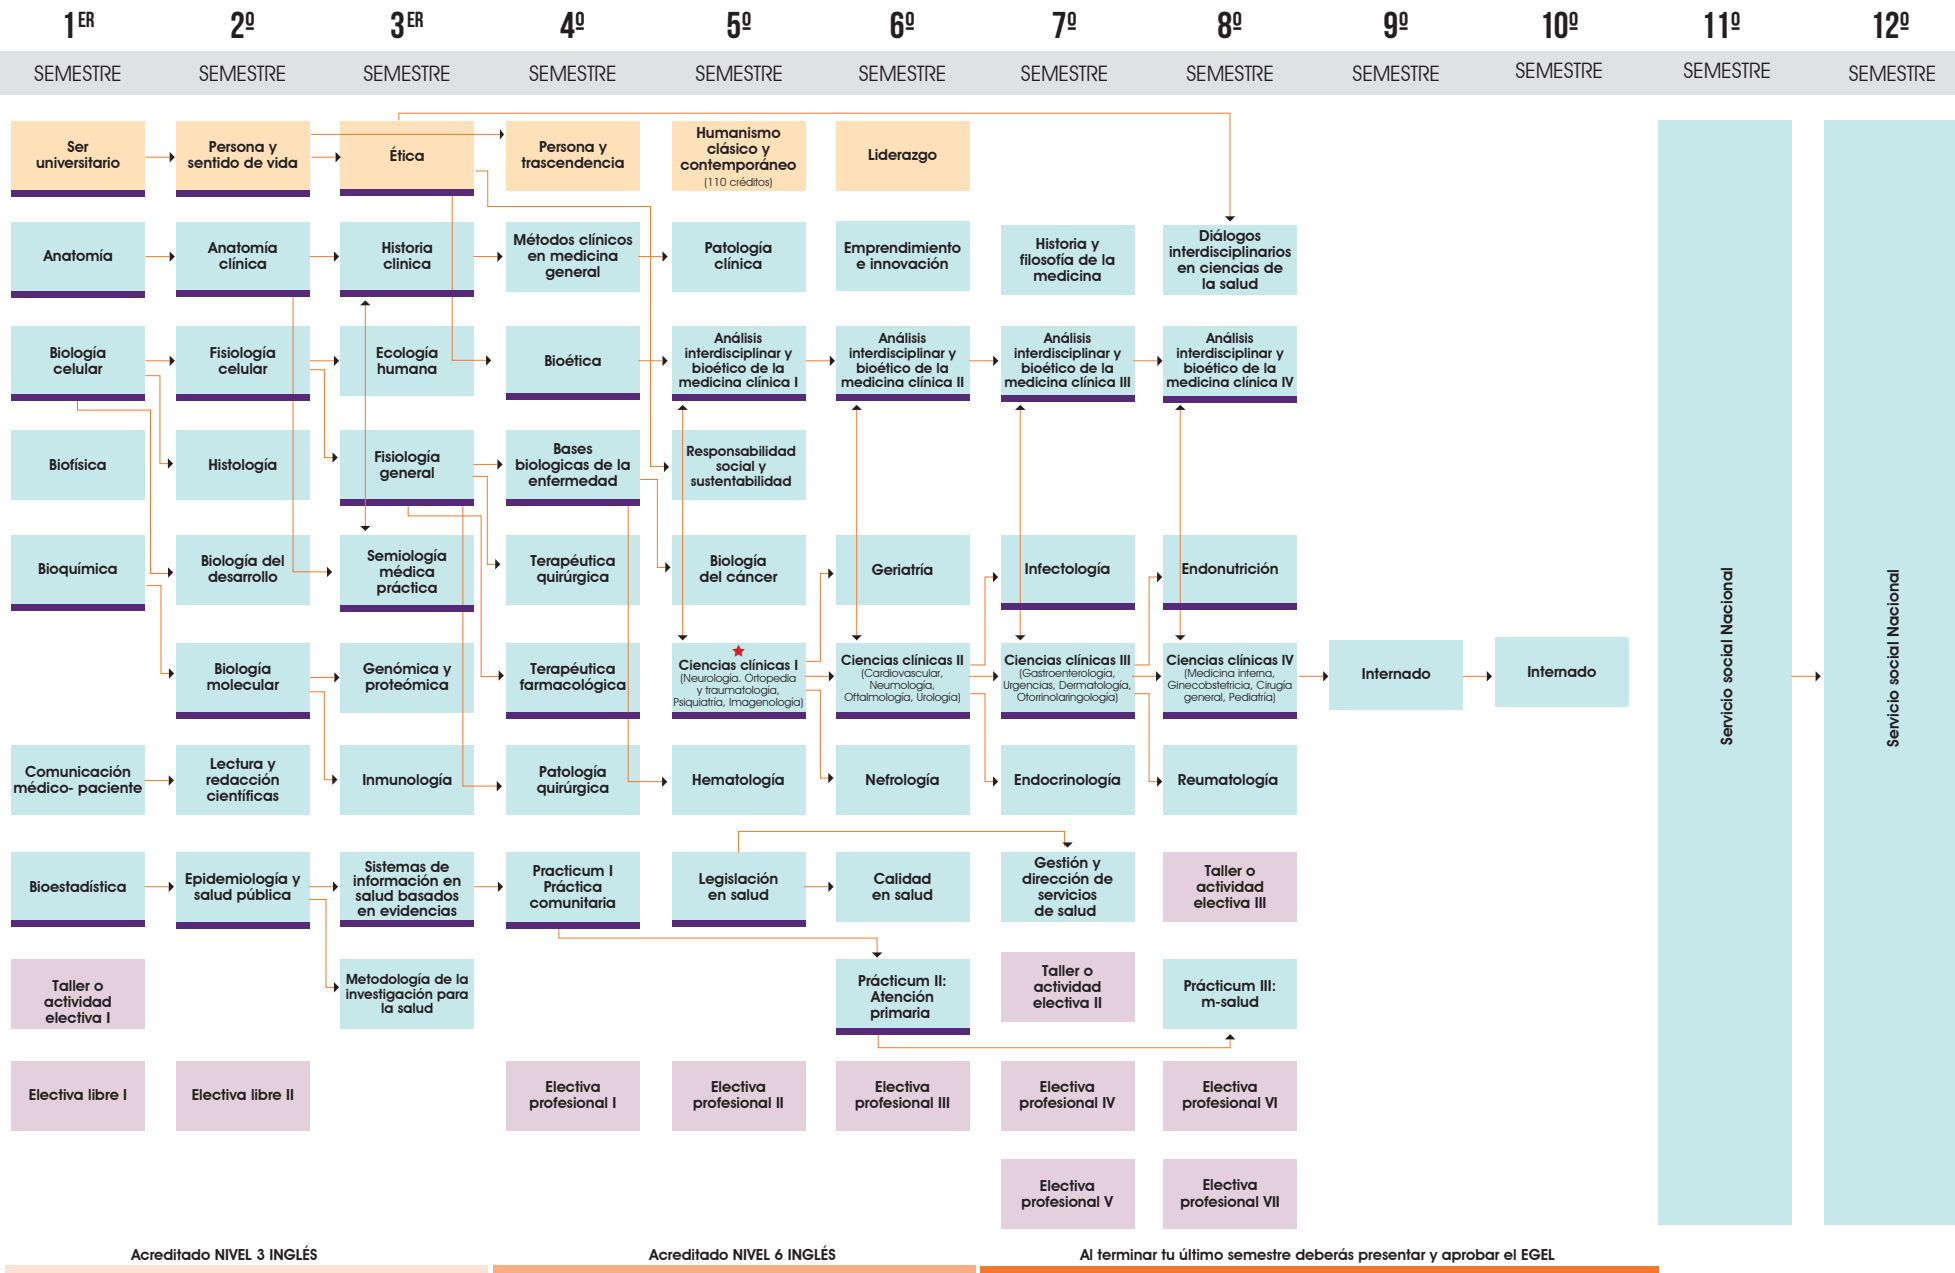 1ER 2º 3ER 4º 5º 6º 7º 8º 9º 10º 11º 12º
SEMESTRE SEMESTRE SEMESTRE SEMESTRE SEMESTRE SEMESTRE SEMESTRE SEMESTRE SEMESTRE SEMESTRE SEMESTRE SEMESTRE
Ser
universitario
Persona y
sentido de vida
Ética
Persona y
trascendencia
Humanismo
clásico y
contemporáneo
(110 créditos)
Liderazgo
Anatomía
Anatomía
clínica
Historia
clinica
Métodos clínicos
en medicina
general
Patología
clínica
Emprendimiento
e innovación
Historia y
filosofía de la
medicina
Diálogos
interdisciplinarios
en ciencias de
la salud
Biología
celular
Fisiología
celular
Ecología
humana
Bioética
Análisis
interdisciplinar y
bioético de la
medicina clínica I
Análisis
interdisciplinar y
bioético de la
medicina clínica II
Análisis
interdisciplinar y
bioético de la
medicina clínica III
Análisis
interdisciplinar y
bioético de la
medicina clínica IV
Biofísica
Histología
Fisiología
general
Bases
biologicas de la
enfermedad
Responsabilidad
social y
sustentabilidad
Bioquímica
Biología del
desarrollo
Semiología
médica
práctica
Terapéutica
quirúrgica
Biología
del cáncer
Geriatría
Infectología
Endonutrición
Biología
molecular
Genómica y
proteómica
Terapéutica
farmacológica
Ciencias clínicas I
(Neurología. Ortopedia
y traumatología,
Psiquiatría, Imagenología)
Ciencias clínicas II
(Cardiovascular,
Neumología,
Oftalmología, Urología)
Ciencias clínicas III
(Gastroenterología,
Urgencias, Dermatología,
Otorrinolaringología)
Ciencias clínicas IV
(Medicina interna,
Ginecobstetricia, Cirugía
general, Pediatría)
Internado
Internado
Servicio social Nacional
Servicio social Nacional
Comunicación
médico- paciente
Lectura y
redacción
científicas
Inmunología
Patología
quirúrgica
Hematología
Nefrología
Endocrinología
Reumatología
Bioestadística
Epidemiología y
salud pública
Sistemas de
información en
salud basados
en evidencias
Practicum I
Práctica
comunitaria
Legislación
en salud
Calidad
en salud
Gestión y
dirección de
servicios
de salud
Taller o
actividad
electiva III
Taller o
actividad
electiva I
Metodología de la
investigación para
la salud
Prácticum II:
Atención
primaria
Taller o
actividad
electiva II
Prácticum III:
m-salud
Electiva libre I
Electiva libre II
Electiva
profesional I
Electiva
profesional II
Electiva
profesional III
Electiva
profesional IV
Electiva
profesional VI
Electiva
profesional V
Electiva
profesional VII
Acreditado NIVEL 3 INGLÉS
Acreditado NIVEL 6 INGLÉS
Al terminar tu último semestre deberás presentar y aprobar el EGEL